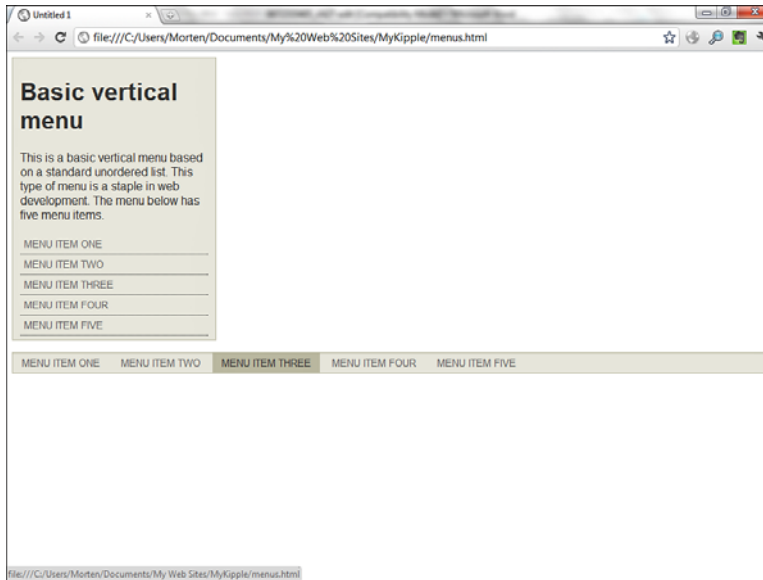 Untitled 1
file:///C:/Users/Morten/Documents/My%20Web%20Sites/MyKipple/menus.html
Basic vertical
menu
This is a basic vertical menu based
on a standard unordered list. This
type of menu is a staple in web
development. The menu below has
five menu items.
MENU ITEM ONE
MENU ITEM TWO
MENU ITEM THREE
MENU ITEM FOUR
MENU ITEM FIVE
MENU ITEM ONE MENU ITEM TWO MENU ITEM THREE MENU ITEM FOUR MENU ITEM FIVE
file:///C:/Users/Morten/Documents/My Web Sites/MyKipple/menus.html